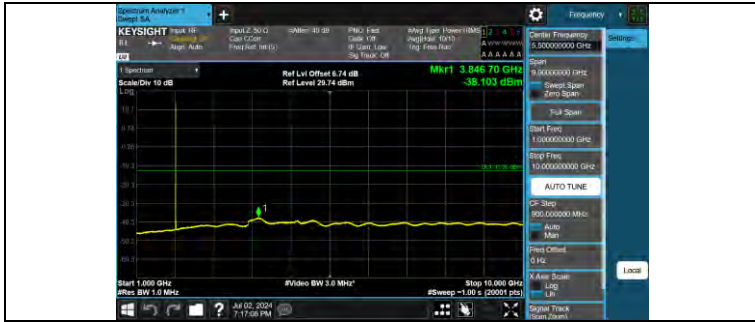 Spectrum Analyzer 1
Swept SA
+
Frequency
KEYSIGHT Input: RF
Input Z: 50 Ω
#Atten: 40 dB
PNO: Fast
#Avg Type: Power (RMS)
Align: Auto
Freq Ref: Int (S)
Gate: Off
IF Gain: Low
Sig Track: Off
Avg|Hold: 10/10
Trig: Free Run
1 Spectrum
Scale/Div 10 dB
Log
Ref Lvl Offset 6.74 dB
Ref Level 29.74 dBm
Mkr1 3.846 70 GHz
-38.103 dBm
1
Start 1.000 GHz
#Res BW 1.0 MHz
#Video BW 3.0 MHz*
Stop 10.000 GHz
#Sweep ~1.00 s (20001 pts)
Jul 02, 2024
7:17:06 PM
Center Frequency
5.500000000 GHz
Settings
Span
9.00000000 GHz
Swept Span
Zero Span
Full Span
Start Freq
1.000000000 GHz
Stop Freq
10.000000000 GHz
AUTO TUNE
CF Step
900.000000 MHz
Auto
Man
Freq Offset
0 Hz
X Axis Scale
Log
Lin
Local
Signal Track
(Span Zoom)